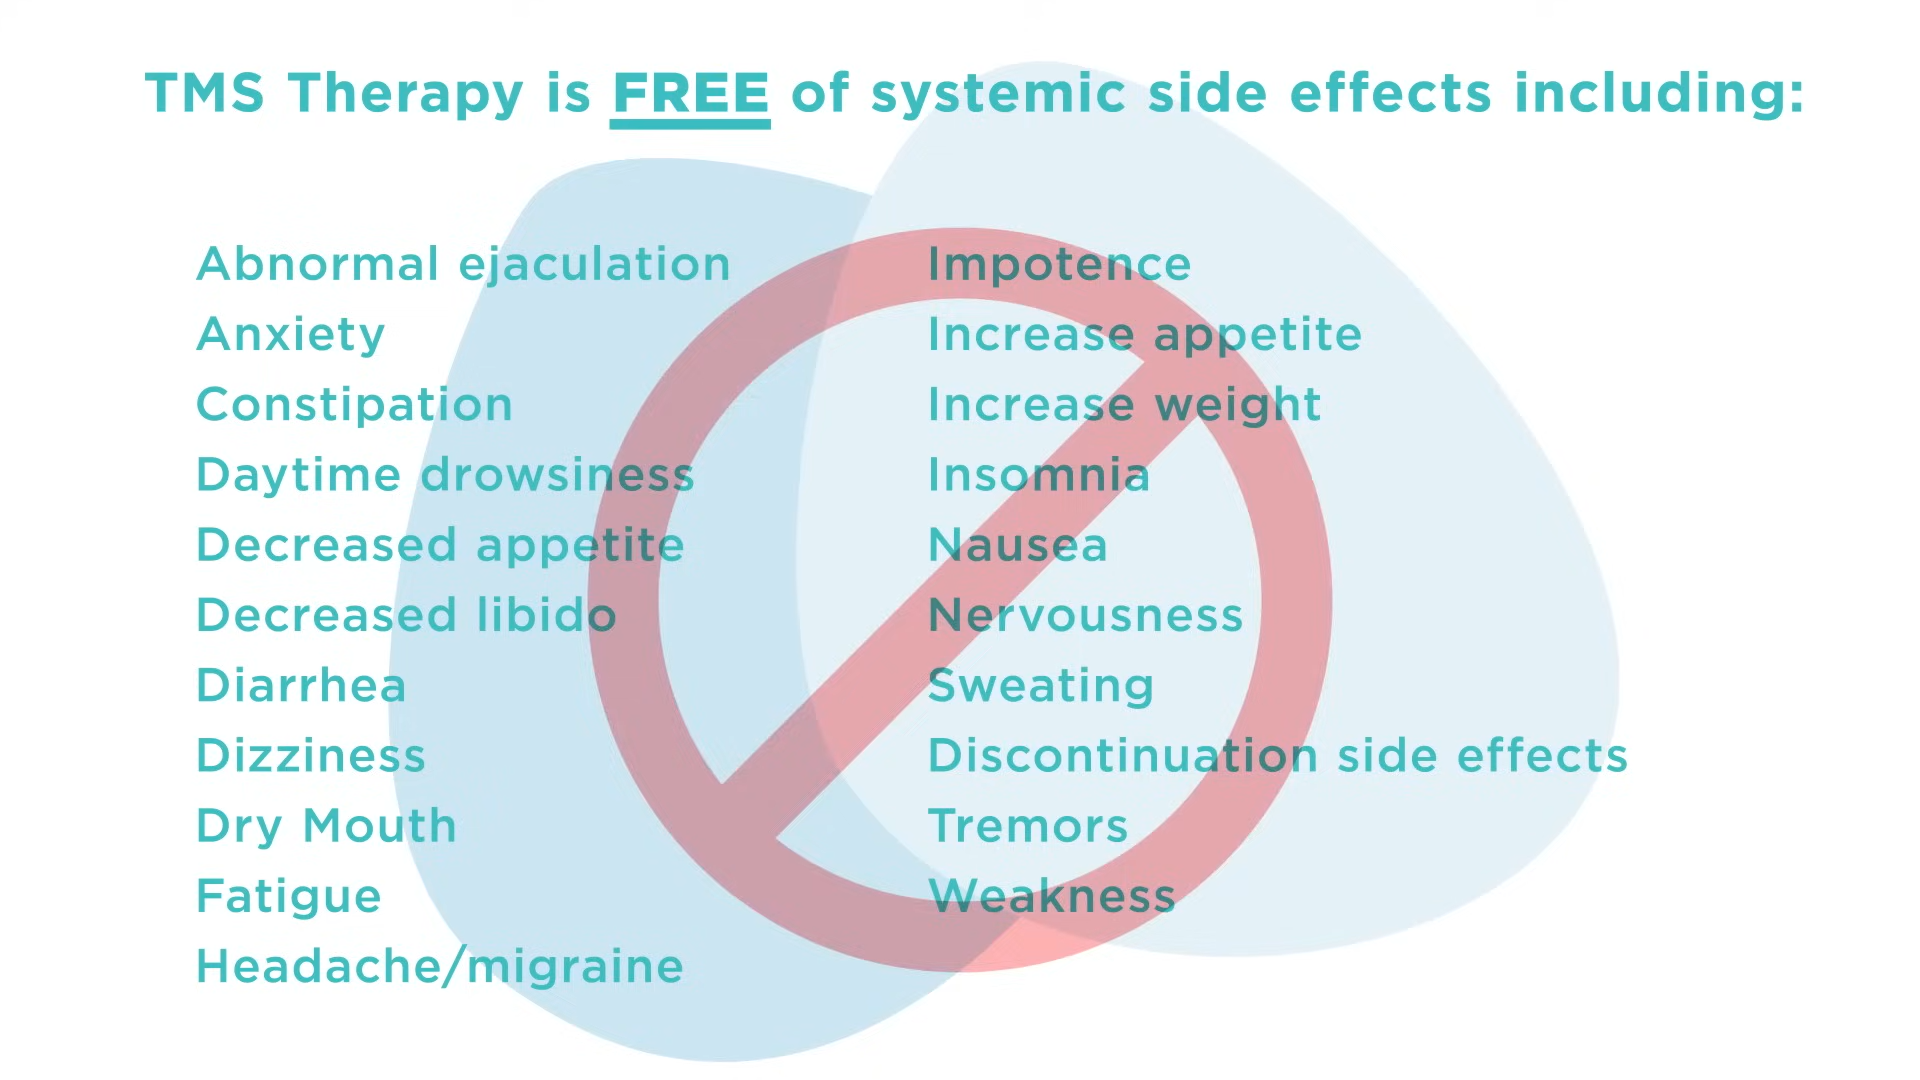 TMS Therapy is FREE of systemic side effects including:
Abnormal ejaculation
Anxiety
Constipation
Daytime drowsiness
Decreased appetite
Decreased libido
Diarrhea
Dizziness
Dry Mouth
Fatigue
Headache/migraine
Impotence
Increase appetite
Increase weight
Insomnia
Nausea
Nervousness
Sweating
Discontinuation side effects
Tremors
Weakness